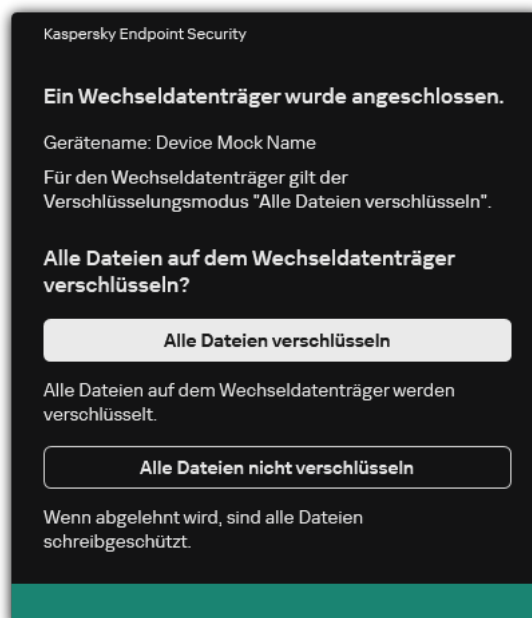 Kaspersky Endpoint Security
Ein Wechseldatenträger wurde angeschlossen.
Gerätename: Device Mock Name
Für den Wechseldatenträger gilt der
Verschlüsselungsmodus "Alle Dateien verschlüsseln".
Alle Dateien auf dem Wechseldatenträger
verschlüsseln?
Alle Dateien verschlüsseln
Alle Dateien auf dem Wechseldatenträger werden
verschlüsselt.
Alle Dateien nicht verschlüsseln
Wenn abgelehnt wird, sind alle Dateien
schreibgeschützt.